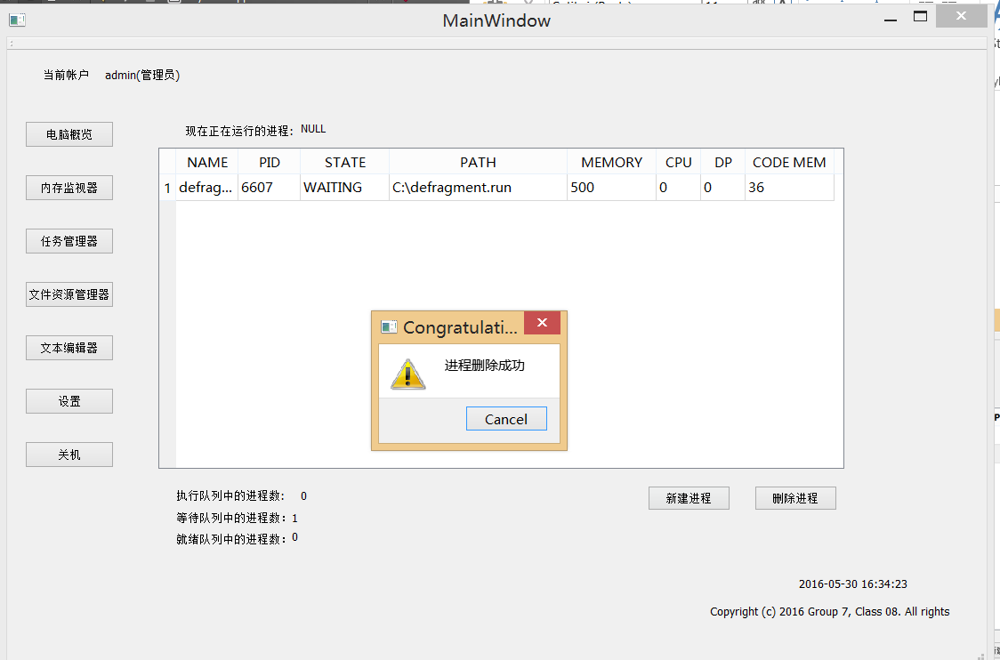 MainWindow
当前帐户 admin(管理员)
电脑概览
内存监视器
任务管理器
文件资源管理器
文本编辑器
设置
关机
现在正在运行的进程: NULL
NAME PID STATE PATH MEMORY CPU DP CODE MEM
1 defrag... 6607 WAITING C:\defragment.run 500 0 0 36
Congratulati...
进程删除成功
Cancel
执行队列中的进程数: 0
等待队列中的进程数: 1
就绪队列中的进程数: 0
新建进程 删除进程
2016-05-30 16:34:23
Copyright (c) 2016 Group 7, Class 08. All rights